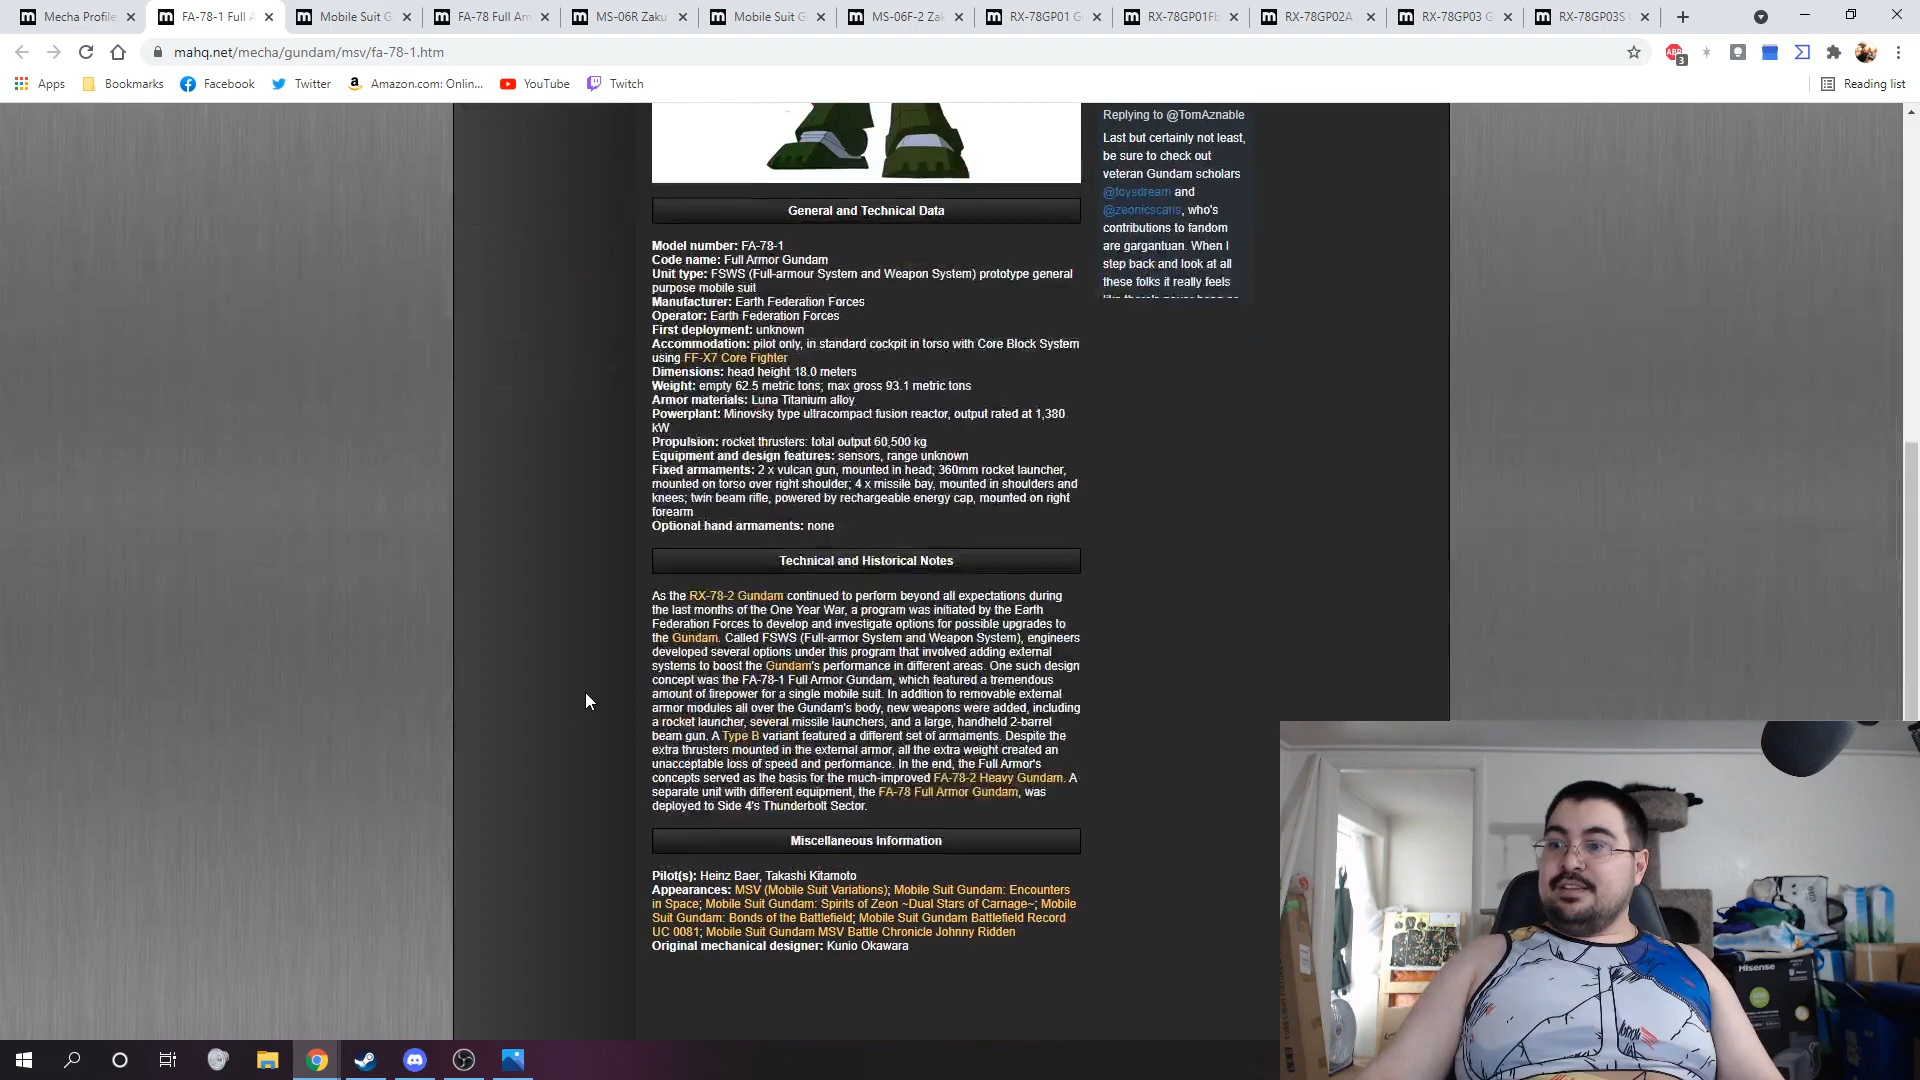 Mecha Profile
FA-78-1 Full A
Mobile Suit G
FA-78 Full Arm
MS-06R Zaku
Mobile Suit G
MS-06F-2 Zak
RX-78GP01 G
RX-78GP01Fb
RX-78GP02A
RX-78GP03 G
RX-78GP03S
mahq.net/mecha/gundam/msv/fa-78-1.htm
ABP
3
Apps
Bookmarks
Facebook
Twitter
Amazon.com: Onlin...
YouTube
Twitch
Reading list
Replying to @TomAznable
Last but certainly not least,
be sure to check out
veteran Gundam scholars
@toysdream and
@zeonicscans, who's
contributions to fandom
are gargantuan. When I
step back and look at all
these folks it really feels
General and Technical Data
Model number: FA-78-1
Code name: Full Armor Gundam
Unit type: FSWS (Full-armour System and Weapon System) prototype general
purpose mobile suit
Manufacturer: Earth Federation Forces
Operator: Earth Federation Forces
First deployment: unknown
Accommodation: pilot only, in standard cockpit in torso with Core Block System
using FF-X7 Core Fighter
Dimensions: head height 18.0 meters
Weight: empty 62.5 metric tons; max gross 93.1 metric tons
Armor materials: Luna Titanium alloy
Powerplant: Minovsky type ultracompact fusion reactor, output rated at 1,380
kW
Propulsion: rocket thrusters: total output 60,500 kg
Equipment and design features: sensors, range unknown
Fixed armaments: 2 x vulcan gun, mounted in head; 360mm rocket launcher,
mounted on torso over right shoulder; 4 x missile bay, mounted in shoulders and
knees; twin beam rifle, powered by rechargeable energy cap, mounted on right
forearm
Optional hand armaments: none
Technical and Historical Notes
As the RX-78-2 Gundam continued to perform beyond all expectations during
the last months of the One Year War, a program was initiated by the Earth
Federation Forces to develop and investigate options for possible upgrades to
the Gundam. Called FSWS (Full-armor System and Weapon System), engineers
developed several options under this program that involved adding external
systems to boost the Gundam's performance in different areas. One such design
concept was the FA-78-1 Full Armor Gundam, which featured a tremendous
amount of firepower for a single mobile suit. In addition to removable external
armor modules all over the Gundam's body, new weapons were added, including
a rocket launcher, several missile launchers, and a large, handheld 2-barrel
beam gun. A Type B variant featured a different set of armaments. Despite the
extra thrusters mounted in the external armor, all the extra weight created an
unacceptable loss of speed and performance. In the end, the Full Armor's
concepts served as the basis for the much-improved FA-78-2 Heavy Gundam. A
separate unit with different equipment, the FA-78 Full Armor Gundam, was
deployed to Side 4's Thunderbolt Sector.
Miscellaneous Information
Pilot(s): Heinz Baer, Takashi Kitamoto
Appearances: MSV (Mobile Suit Variations); Mobile Suit Gundam: Encounters
in Space; Mobile Suit Gundam: Spirits of Zeon ~Dual Stars of Carnage~; Mobile
Suit Gundam: Bonds of the Battlefield; Mobile Suit Gundam Battlefield Record
UC 0081; Mobile Suit Gundam MSV Battle Chronicle Johnny Ridden
Original mechanical designer: Kunio Okawara
Hisense